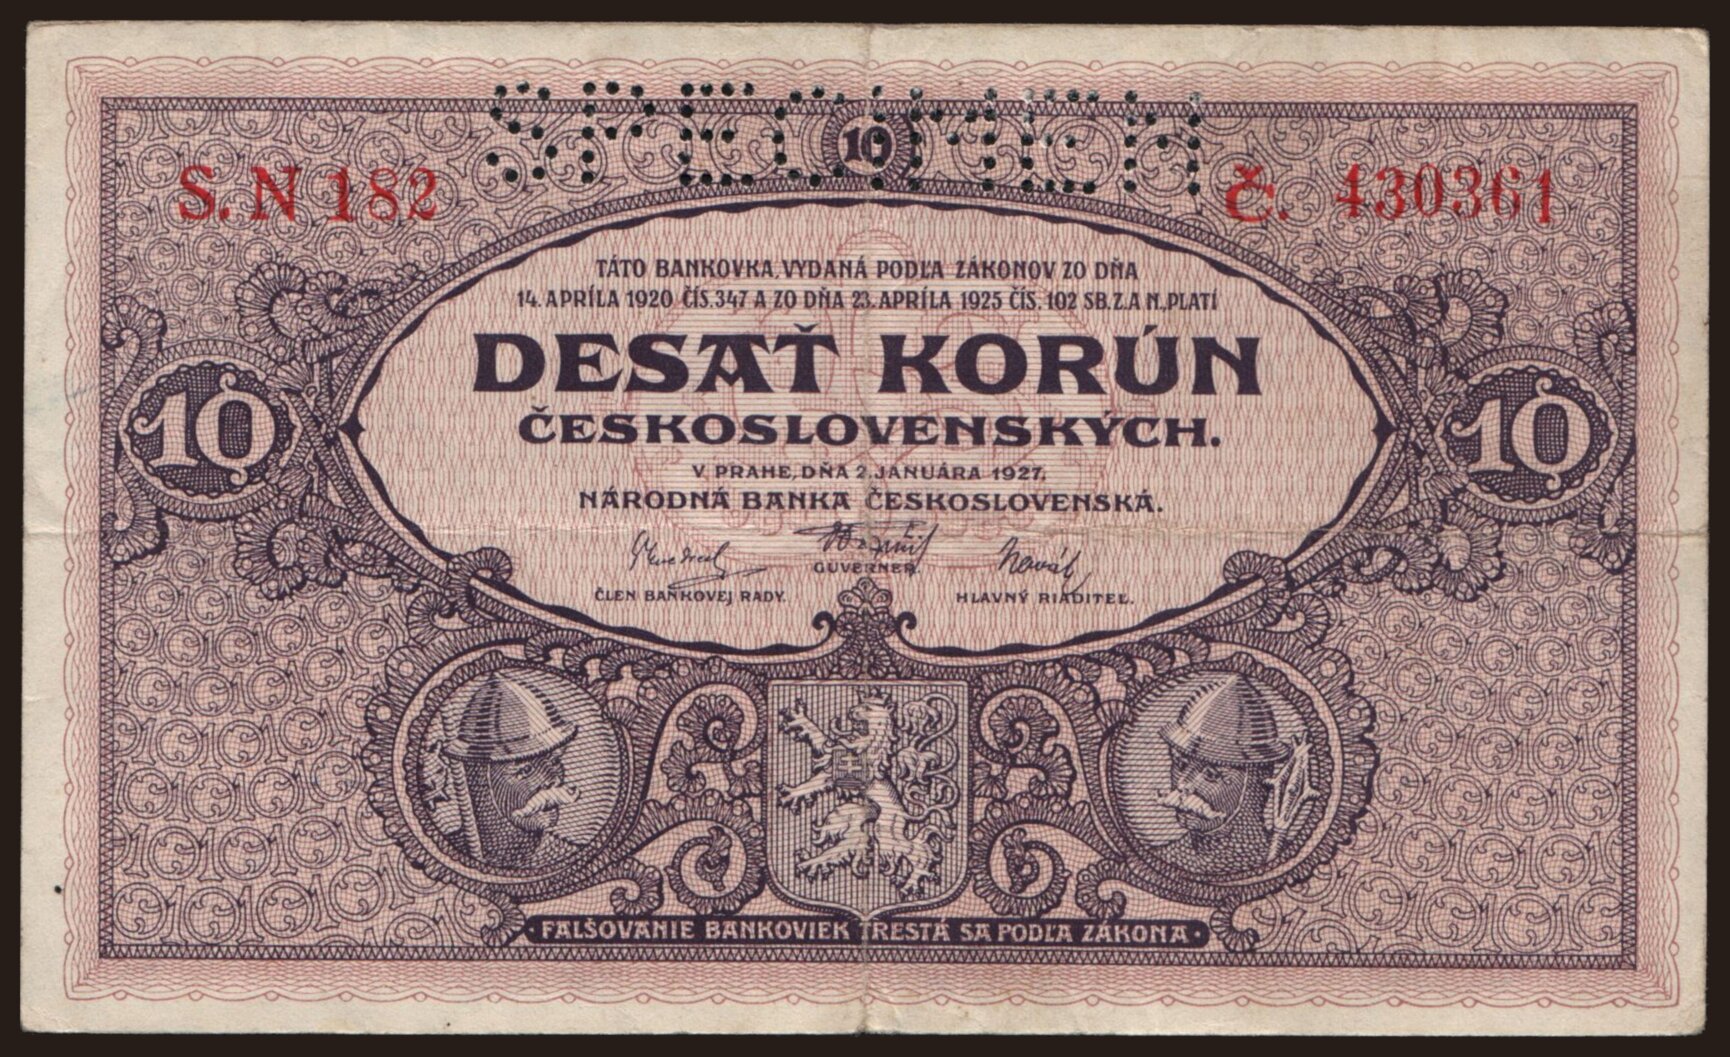 SPECIMEN
10
S. N 182
Č. 430361
TÁTO BANKOVKA, VYDANÁ PODĽA ZÁKONOV ZO DŇA
14. APRÍLA 1920 ČÍS. 347 A ZO DŇA 23. APRÍLA 1925 ČÍS. 102 SB. Z. A N., PLATÍ
DESAŤ KORÚN
ČESKOSLOVENSKÝCH.
10
10
V PRAHE, DŇA 2. JANUÁRA 1927.
NÁRODNÁ BANKA ČESKOSLOVENSKÁ.
Novák
GUVERNER.
ČLEN BANKOVEJ RADY.
HLAVNÝ RIADITEĽ.
· FALŠOVANIE BANKOVIEK TRESTÁ SA PODĽA ZÁKONA ·